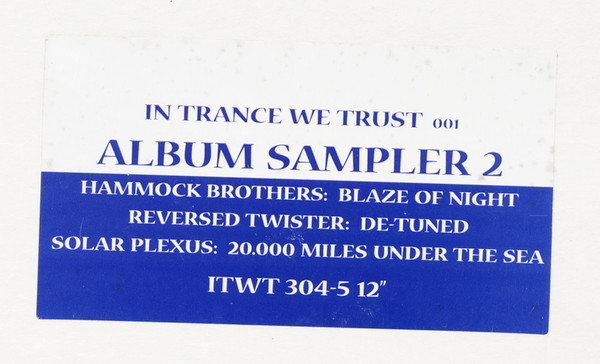 IN TRANCE WE TRUST 001
ALBUM SAMPLER 2
HAMMOCK BROTHERS: BLAZE OF NIGHT
REVERSED TWISTER: DE-TUNED
SOLAR PLEXUS: 20.000 MILES UNDER THE SEA
ITWT 304-5 12"